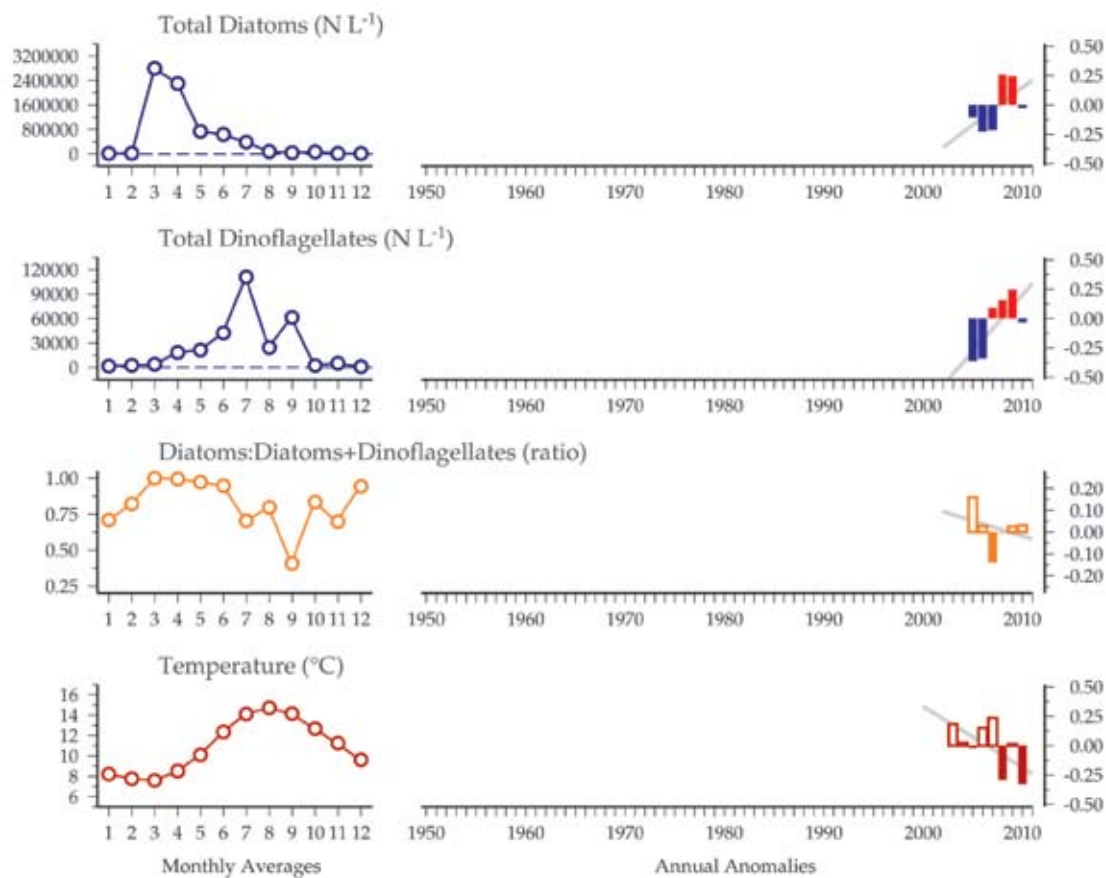 Total Diatoms (N L-1)
3200000
2400000
1600000
800000
0
0.50
0.25
0.00
-0.25
-0.50
1 2 3 4 5 6 7 8 9 10 11 12
1950 1960 1970 1980 1990 2000 2010
Total Dinoflagellates (N L-1)
120000
90000
60000
30000
0
0.50
0.25
0.00
-0.25
-0.50
1 2 3 4 5 6 7 8 9 10 11 12
1950 1960 1970 1980 1990 2000 2010
Diatoms:Diatoms+Dinoflagellates (ratio)
1.00
0.75
0.50
0.25
0.20
0.10
0.00
-0.10
-0.20
1 2 3 4 5 6 7 8 9 10 11 12
1950 1960 1970 1980 1990 2000 2010
Temperature (°C)
16
14
12
10
8
6
0.50
0.25
0.00
-0.25
-0.50
1 2 3 4 5 6 7 8 9 10 11 12
1950 1960 1970 1980 1990 2000 2010
Monthly Averages
Annual Anomalies